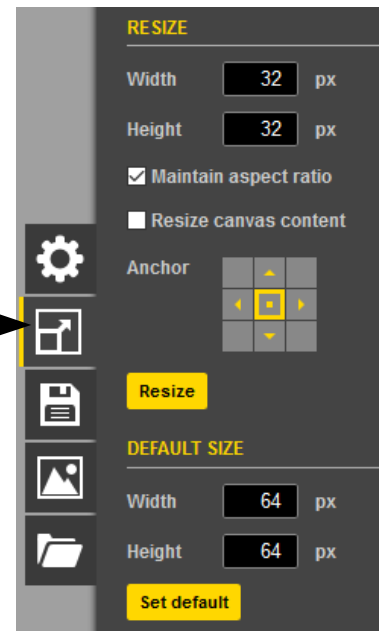 RESIZE
Width 32 px
Height 32 px
Maintain aspect ratio
Resize canvas content
Anchor
Resize
DEFAULT SIZE
Width 64 px
Height 64 px
Set default